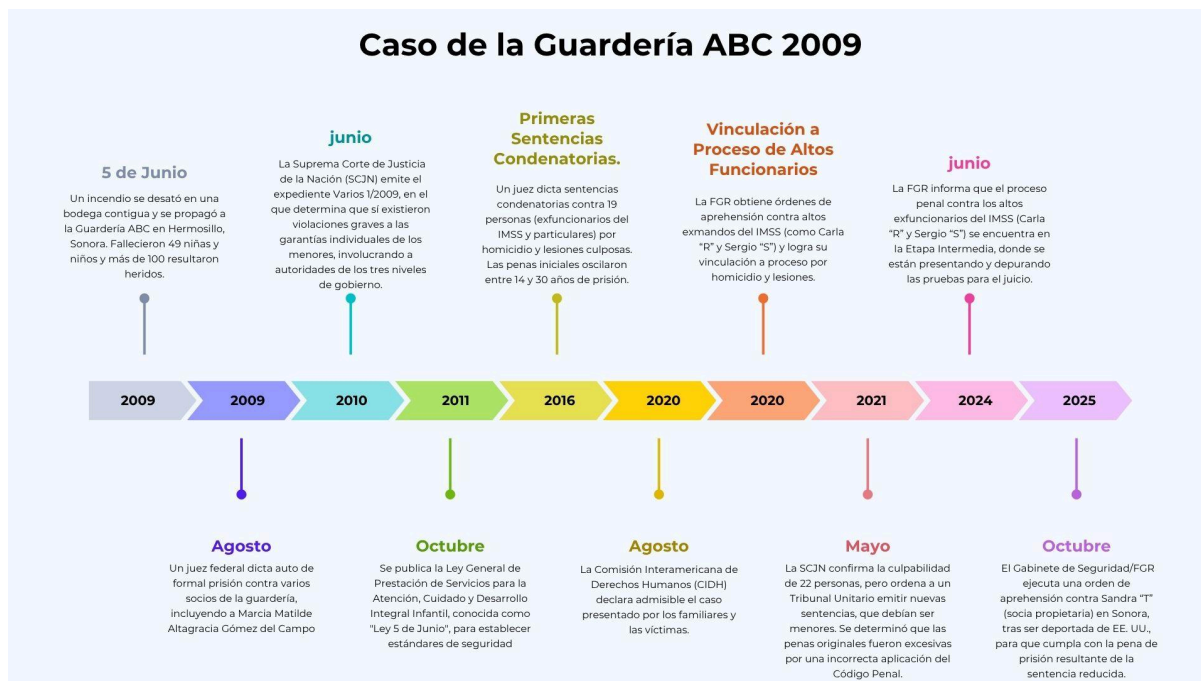 Caso de la Guardería ABC 2009
5 de Junio
Un incendio se desató en una
bodega contigua y se propagó a
la Guardería ABC en Hermosillo,
Sonora. Fallecieron 49 niñas y
niños y más de 100 resultaron
heridos.
junio
La Suprema Corte de Justicia
de la Nación (SCJN) emite el
expediente Varios 1/2009, en el
que determina que sí existieron
violaciones graves a las
garantías individuales de los
menores, involucrando a
autoridades de los tres niveles
de gobierno.
Primeras
Sentencias
Condenatorias.
Un juez dicta sentencias
condenatorias contra 19
personas (exfuncionarios del
IMSS y particulares) por
homicidio y lesiones culposas.
Las penas iniciales oscilaron
entre 14 y 30 años de prisión.
Vinculación a
Proceso de Altos
Funcionarios
La FGR obtiene órdenes de
aprehensión contra altos
exmandos del IMSS (como Carla
“R” y Sergio “S”) y logra su
vinculación a proceso por
homicidio y lesiones.
junio
La FGR informa que el proceso
penal contra los altos
exfuncionarios del IMSS (Carla
“R” y Sergio “S”) se encuentra en
la Etapa Intermedia, donde se
están presentando y depurando
las pruebas para el juicio.
2009
2009
2010
2011
2016
2020
2020
2021
2024
2025
Agosto
Un juez federal dicta auto de
formal prisión contra varios
socios de la guardería,
incluyendo a Marcia Matilde
Altagracia Gómez del Campo
Octubre
Se publica la Ley General de
Prestación de Servicios para la
Atención, Cuidado y Desarrollo
Integral Infantil, conocida como
"Ley 5 de Junio", para establecer
estándares de seguridad
Agosto
La Comisión Interamericana de
Derechos Humanos (CIDH)
declara admisible el caso
presentado por los familiares y
las víctimas.
Mayo
La SCJN confirma la culpabilidad
de 22 personas, pero ordena a un
Tribunal Unitario emitir nuevas
sentencias, que debían ser
menores. Se determinó que las
penas originales fueron excesivas
por una incorrecta aplicación del
Código Penal.
Octubre
El Gabinete de Seguridad/FGR
ejecuta una orden de
aprehensión contra Sandra “T”
(socia propietaria) en Sonora,
tras ser deportada de EE. UU.,
para que cumpla con la pena de
prisión resultante de la
sentencia reducida.